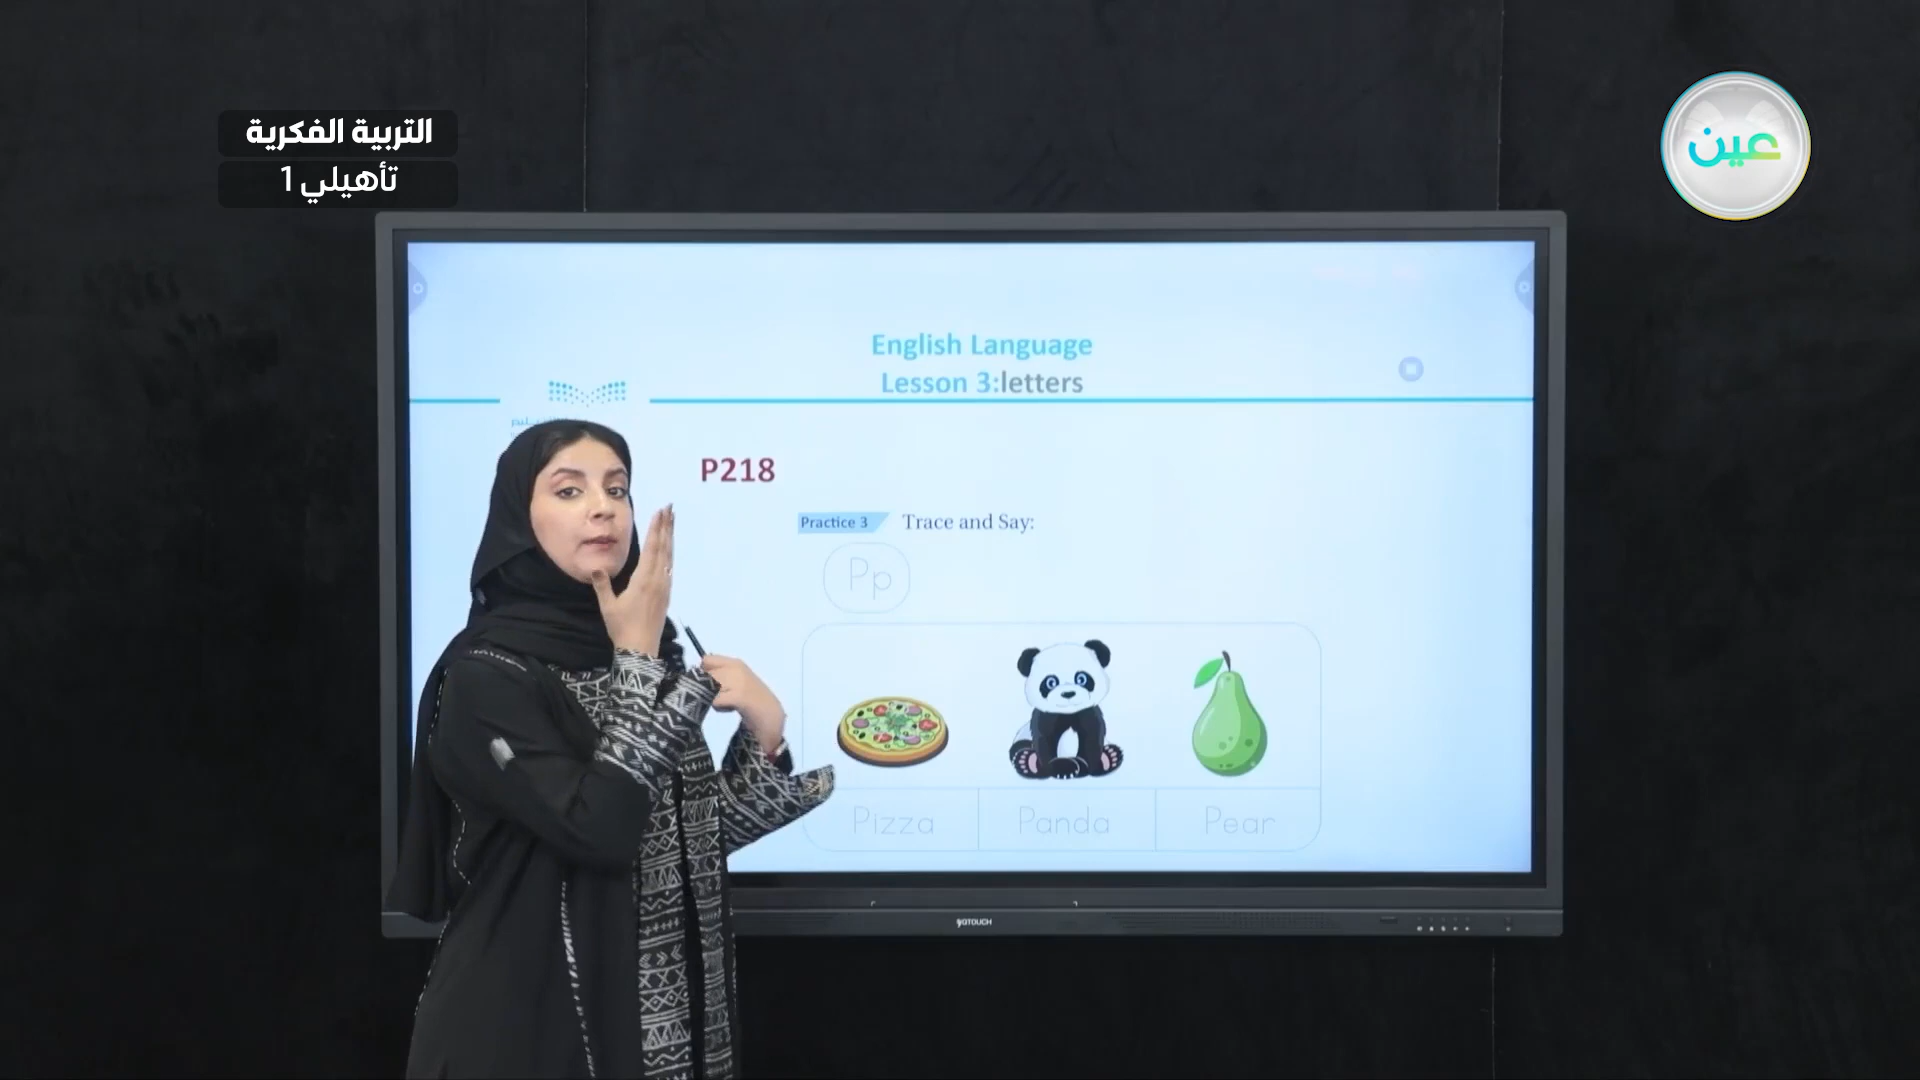 التربية الفكرية
تأهيلي 1
عين
English Language
Lesson 3:letters
P218
Practice 3 Trace and Say:
Pp
Pizza Panda Pear